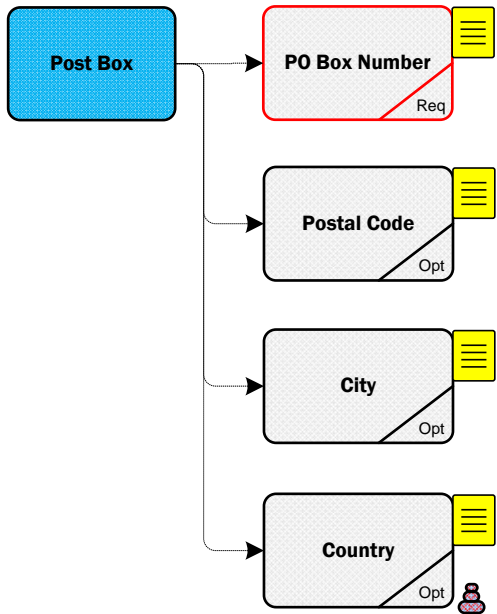 Post Box
PO Box Number
Req
Postal Code
Opt
City
Opt
Country
Opt